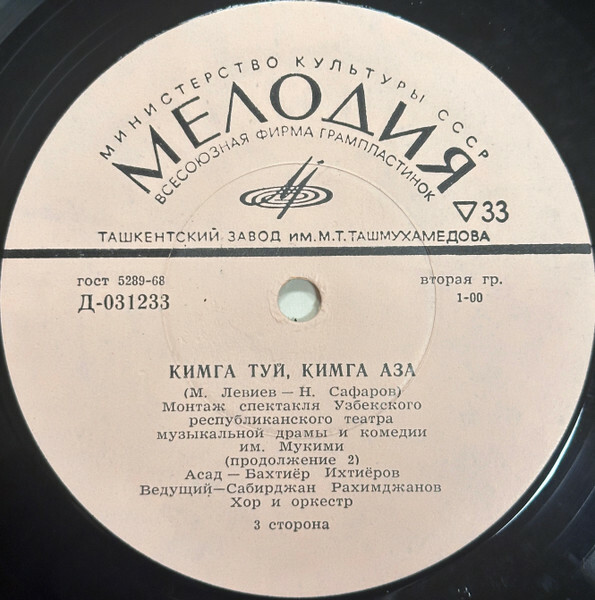 МИНИСТЕРСТВО КУЛЬТУРЫ СССР
МЕЛОДИЯ
ВСЕСОЮЗНАЯ ФИРМА ГРАМПЛАСТИНОК
▽33
ТАШКЕНТСКИЙ ЗАВОД ИМ. М.Т.ТАШМУХАМЕДОВА
гост 5289-68
вторая гр.
Д-031233
1-00
КИМГА ТУЙ, КИМГА АЗА
(М. Левиев — Н. Сафаров)
Монтаж спектакля Узбекского
республиканского театра
музыкальной драмы и комедии
им. Мукими
(продолжение 2)
Асад — Бахтиёр Ихтиёров
Ведущий—Сабирджан Рахимджанов
Хор и оркестр
3 сторона